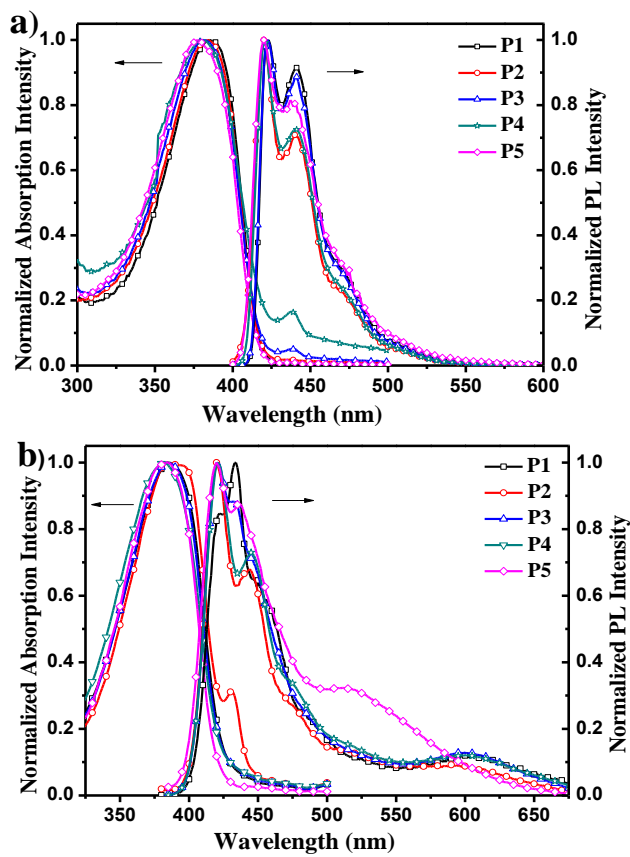 a)
Normalized Absorption Intensity
1.0
0.8
0.6
0.4
0.2
0.0
300
350
400
450
500
550
600
Wavelength (nm)
1.0
0.8
0.6
0.4
0.2
0.0
Normalized PL Intensity
P1
P2
P3
P4
P5
b)
Normalized Absorption Intensity
1.0
0.8
0.6
0.4
0.2
0.0
350
400
450
500
550
600
650
Wavelength (nm)
1.0
0.8
0.6
0.4
0.2
0.0
Normalized PL Intensity
P1
P2
P3
P4
P5